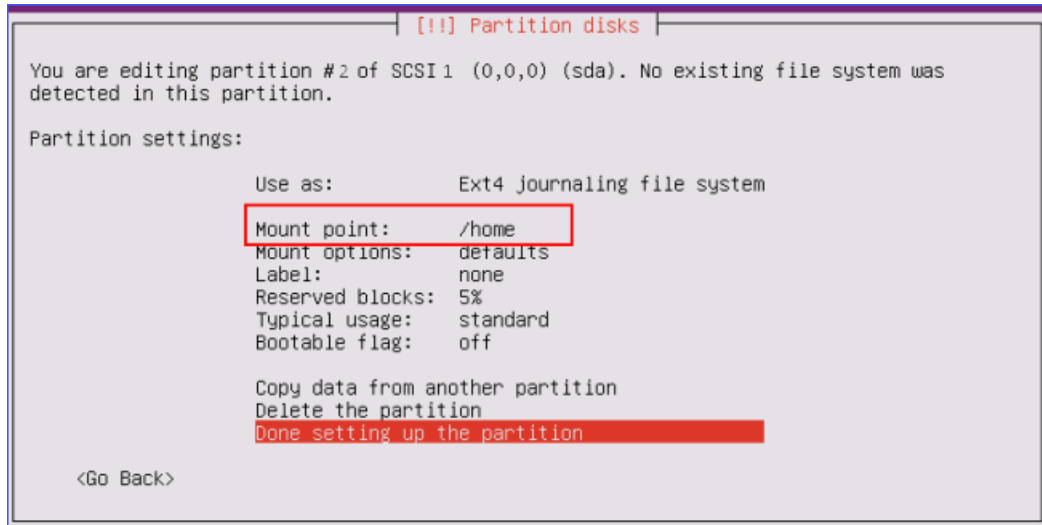 [!!] Partition disks
You are editing partition #2 of SCSI1 (0,0,0) (sda). No existing file system was
detected in this partition.
Partition settings:
Use as: Ext4 journaling file system
Mount point: /home
Mount options: defaults
Label: none
Reserved blocks: 5%
Typical usage: standard
Bootable flag: off
Copy data from another partition
Delete the partition
Done setting up the partition
<Go Back>